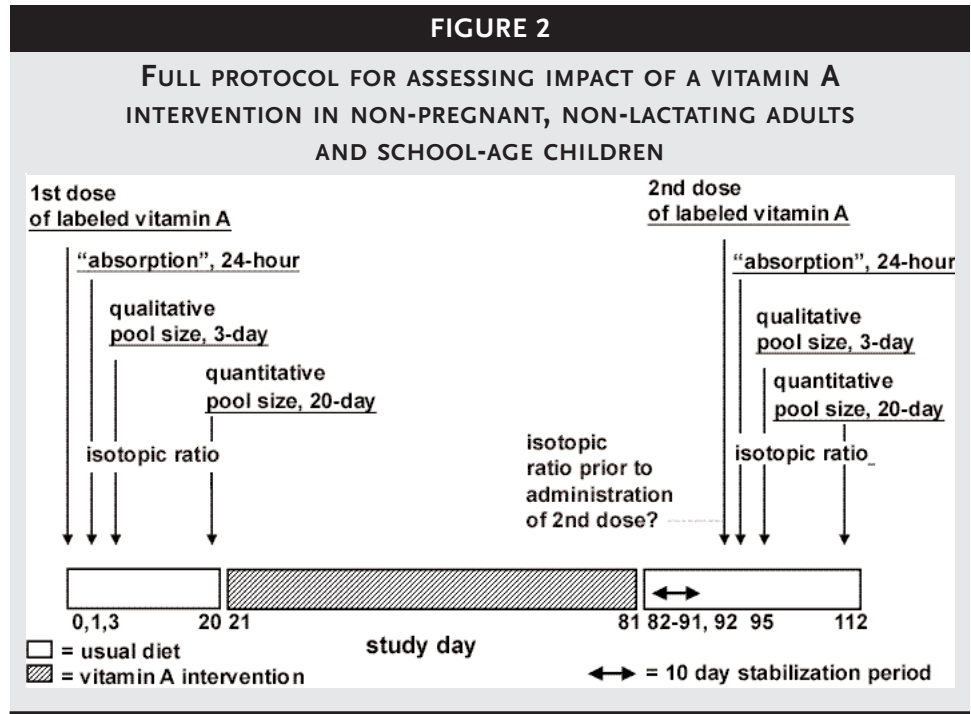 FIGURE 2
FULL PROTOCOL FOR ASSESSING IMPACT OF A VITAMIN A
INTERVENTION IN NON-PREGNANT, NON-LACTATING ADULTS
AND SCHOOL-AGE CHILDREN
1st dose
of labeled vitamin A
"absorption", 24-hour
qualitative
pool size, 3-day
quantitative
pool size, 20-day
isotopic ratio
2nd dose
of labeled vitamin A
"absorption", 24-hour
qualitative
pool size, 3-day
quantitative
pool size, 20-day
isotopic ratio
isotopic
ratio prior to
administration
of 2nd dose?
0,1,3 20 21 81 82-91, 92 95 112
study day
= usual diet
= vitamin A intervention
= 10 day stabilization period